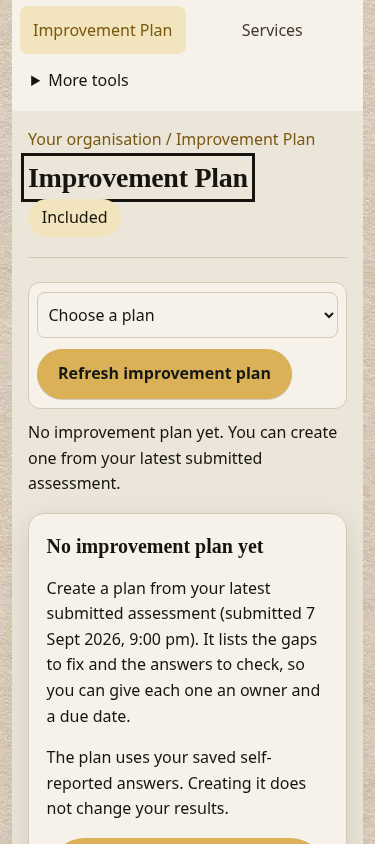 Improvement Plan
Services
▶ More tools
Your organisation / Improvement Plan
Improvement Plan
Included
Choose a plan
Refresh improvement plan
No improvement plan yet. You can create
one from your latest submitted
assessment.
No improvement plan yet
Create a plan from your latest
submitted assessment (submitted 7
Sept 2026, 9:00 pm). It lists the gaps
to fix and the answers to check, so
you can give each one an owner and
a due date.
The plan uses your saved self-
reported answers. Creating it does
not change your results.